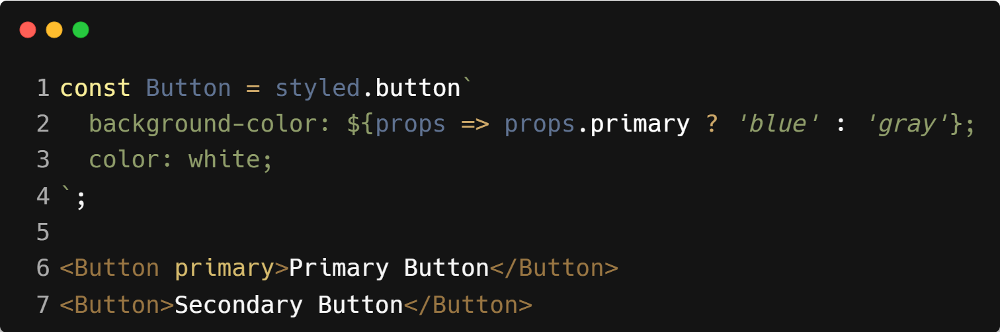 1 const Button = styled.button`
2   background-color: ${props => props.primary ? 'blue' : 'gray'};
3   color: white;
4 `;
5
6 <Button primary>Primary Button</Button>
7 <Button>Secondary Button</Button>